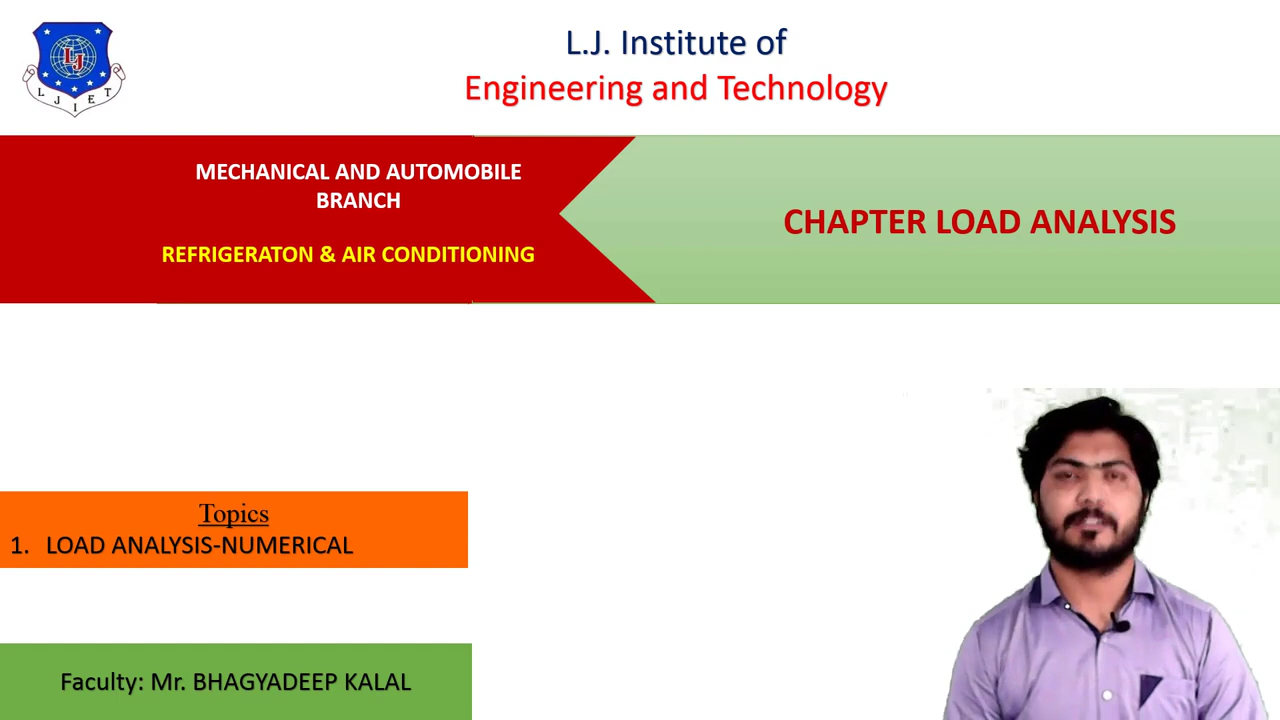 L.J. Institute of
Engineering and Technology
LJ
L J I E T
MECHANICAL AND AUTOMOBILE
BRANCH
REFRIGERATON & AIR CONDITIONING
CHAPTER LOAD ANALYSIS
Topics
1. LOAD ANALYSIS-NUMERICAL
Faculty: Mr. BHAGYADEEP KALAL